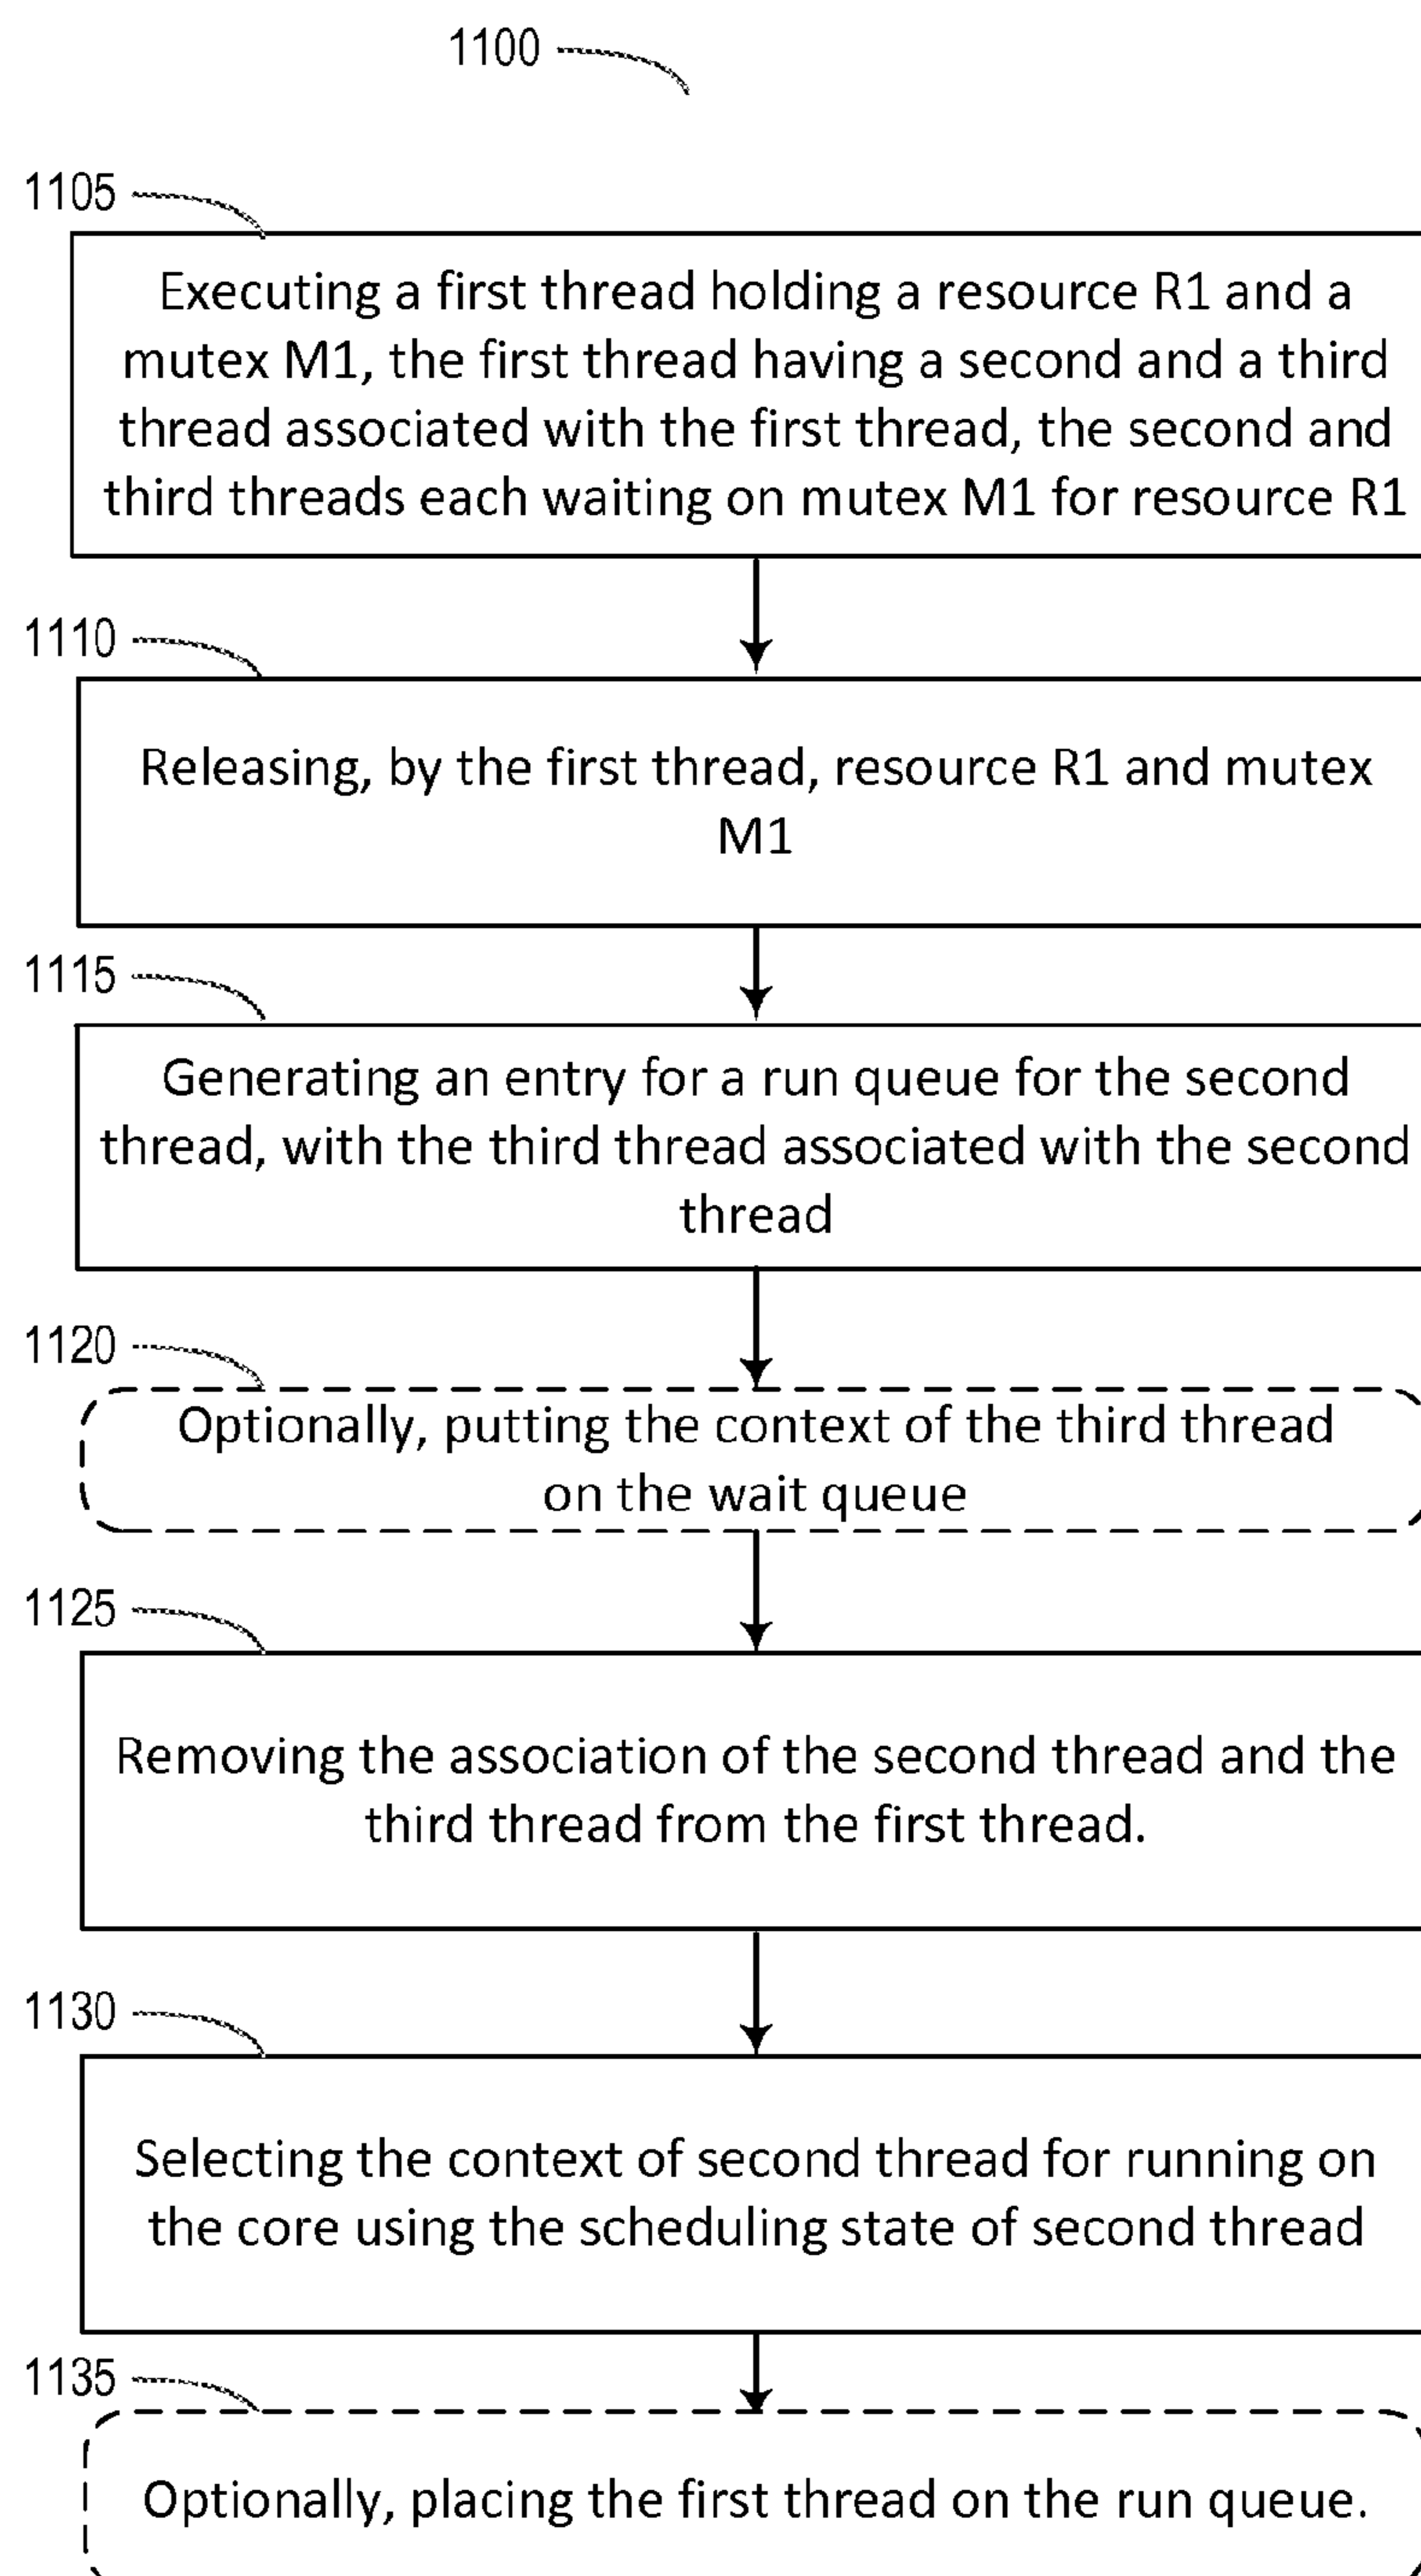 1100
1105
Executing a first thread holding a resource R1 and a
mutex M1, the first thread having a second and a third
thread associated with the first thread, the second and
third threads each waiting on mutex M1 for resource R1
1110
Releasing, by the first thread, resource R1 and mutex
M1
1115
Generating an entry for a run queue for the second
thread, with the third thread associated with the second
thread
1120
Optionally, putting the context of the third thread
on the wait queue
1125
Removing the association of the second thread and the
third thread from the first thread.
1130
Selecting the context of second thread for running on
the core using the scheduling state of second thread
1135
Optionally, placing the first thread on the run queue.